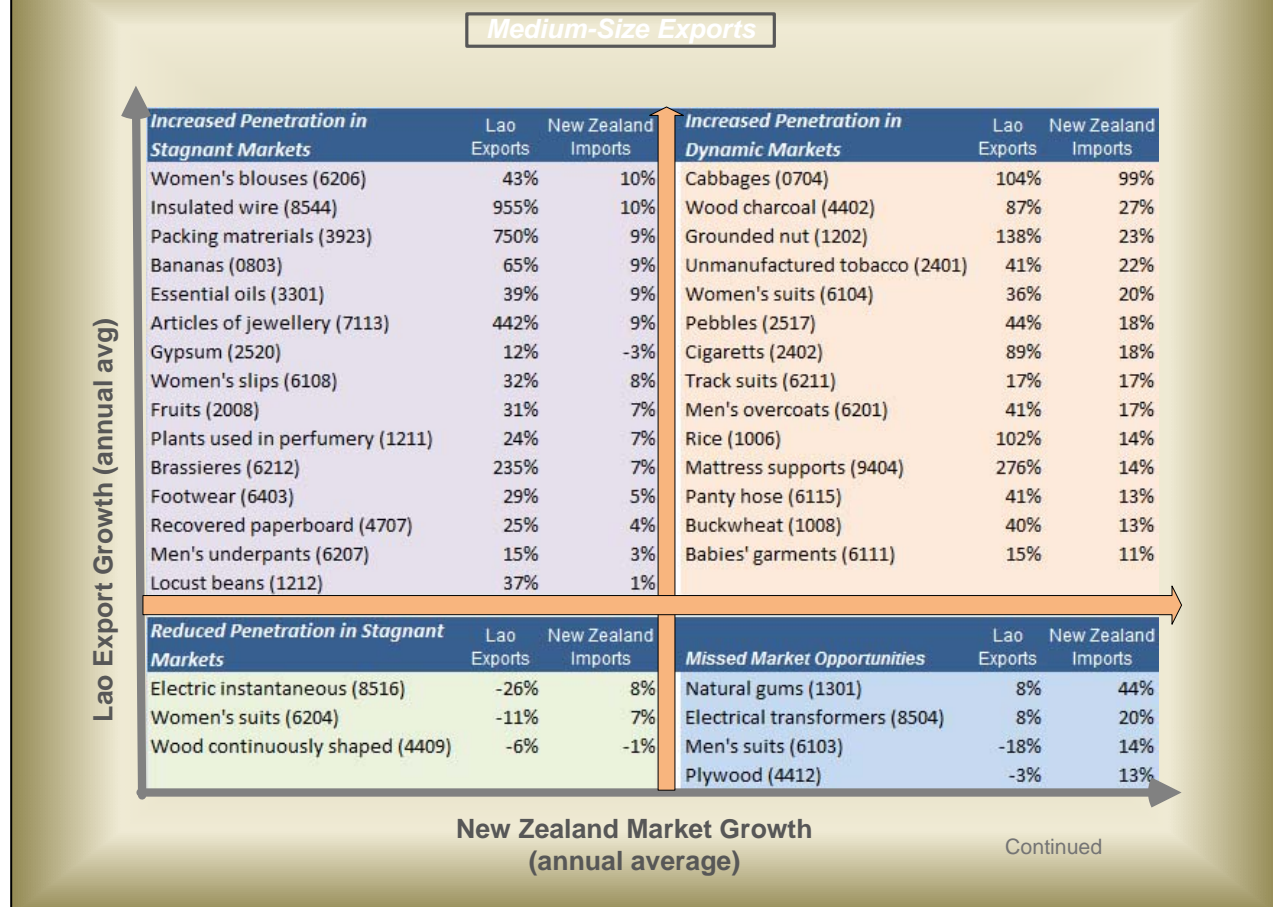 Medium-Size Exports
Lao Export Growth (annual avg)
Increased Penetration in Stagnant Markets Lao Exports New Zealand Imports
Women's blouses (6206) 43% 10%
Insulated wire (8544) 955% 10%
Packing matrerials (3923) 750% 9%
Bananas (0803) 65% 9%
Essential oils (3301) 39% 9%
Articles of jewellery (7113) 442% 9%
Gypsum (2520) 12% -3%
Women's slips (6108) 32% 8%
Fruits (2008) 31% 7%
Plants used in perfumery (1211) 24% 7%
Brassieres (6212) 235% 7%
Footwear (6403) 29% 5%
Recovered paperboard (4707) 25% 4%
Men's underpants (6207) 15% 3%
Locust beans (1212) 37% 1%
Increased Penetration in Dynamic Markets Lao Exports New Zealand Imports
Cabbages (0704) 104% 99%
Wood charcoal (4402) 87% 27%
Grounded nut (1202) 138% 23%
Unmanufactured tobacco (2401) 41% 22%
Women's suits (6104) 36% 20%
Pebbles (2517) 44% 18%
Cigaretts (2402) 89% 18%
Track suits (6211) 17% 17%
Men's overcoats (6201) 41% 17%
Rice (1006) 102% 14%
Mattress supports (9404) 276% 14%
Panty hose (6115) 41% 13%
Buckwheat (1008) 40% 13%
Babies' garments (6111) 15% 11%
Reduced Penetration in Stagnant Markets Lao Exports New Zealand Imports
Electric instantaneous (8516) -26% 8%
Women's suits (6204) -11% 7%
Wood continuously shaped (4409) -6% -1%
Missed Market Opportunities Lao Exports New Zealand Imports
Natural gums (1301) 8% 44%
Electrical transformers (8504) 8% 20%
Men's suits (6103) -18% 14%
Plywood (4412) -3% 13%
New Zealand Market Growth
(annual average)
Continued